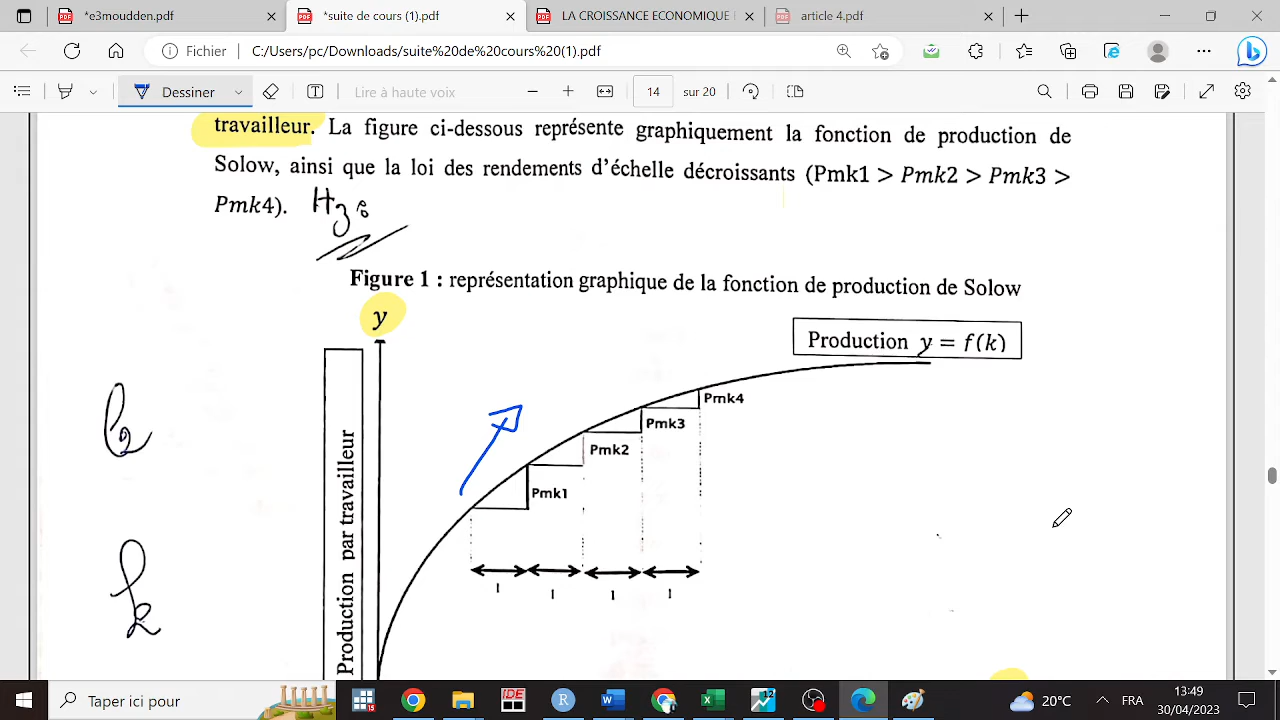 p3mudden.pdf
*suite de cours (1).pdf
LA CROISSANCE ECONOMIQUE
article 4.pdf
Fichier
C:/Users/pc/Downloads/suite%20de%20cours%20(1).pdf
Dessiner
Lire à haute voix
14
sur 20
travailleur. La figure ci-dessous représente graphiquement la fonction de production de
Solow, ainsi que la loi des rendements d'échelle décroissants (Pmk1 > Pmk2 > Pmk3 >
Pmk4).
Figure 1 : représentation graphique de la fonction de production de Solow
y
Production y = f(k)
Production par travailleur
Pmk4
Pmk3
Pmk2
Pmk1
1
1
1
1
Taper ici pour
15
IDE
R
12
20°C
FRA
13:49
30/04/2023